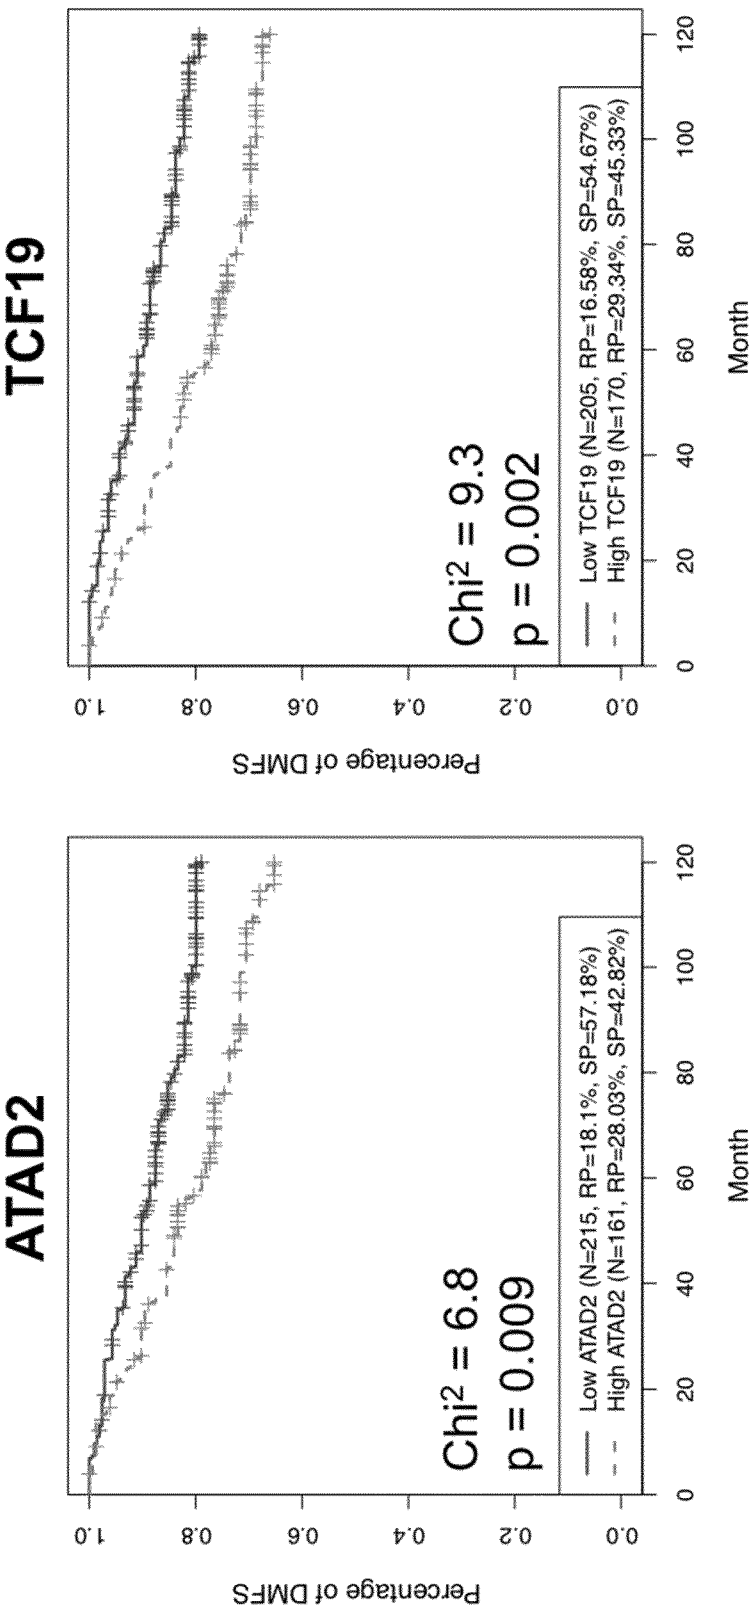 ATAD2
Percentage of DMFS
1.0
0.8
0.6
0.4
0.2
0.0
Chi² = 6.8
p = 0.009
Low ATAD2 (N=215, RP=18.1%, SP=57.18%)
High ATAD2 (N=161, RP=28.03%, SP=42.82%)
0 20 40 60 80 100 120
Month
TCF19
Percentage of DMFS
1.0
0.8
0.6
0.4
0.2
0.0
Chi² = 9.3
p = 0.002
Low TCF19 (N=205, RP=16.58%, SP=54.67%)
High TCF19 (N=170, RP=29.34%, SP=45.33%)
0 20 40 60 80 100 120
Month